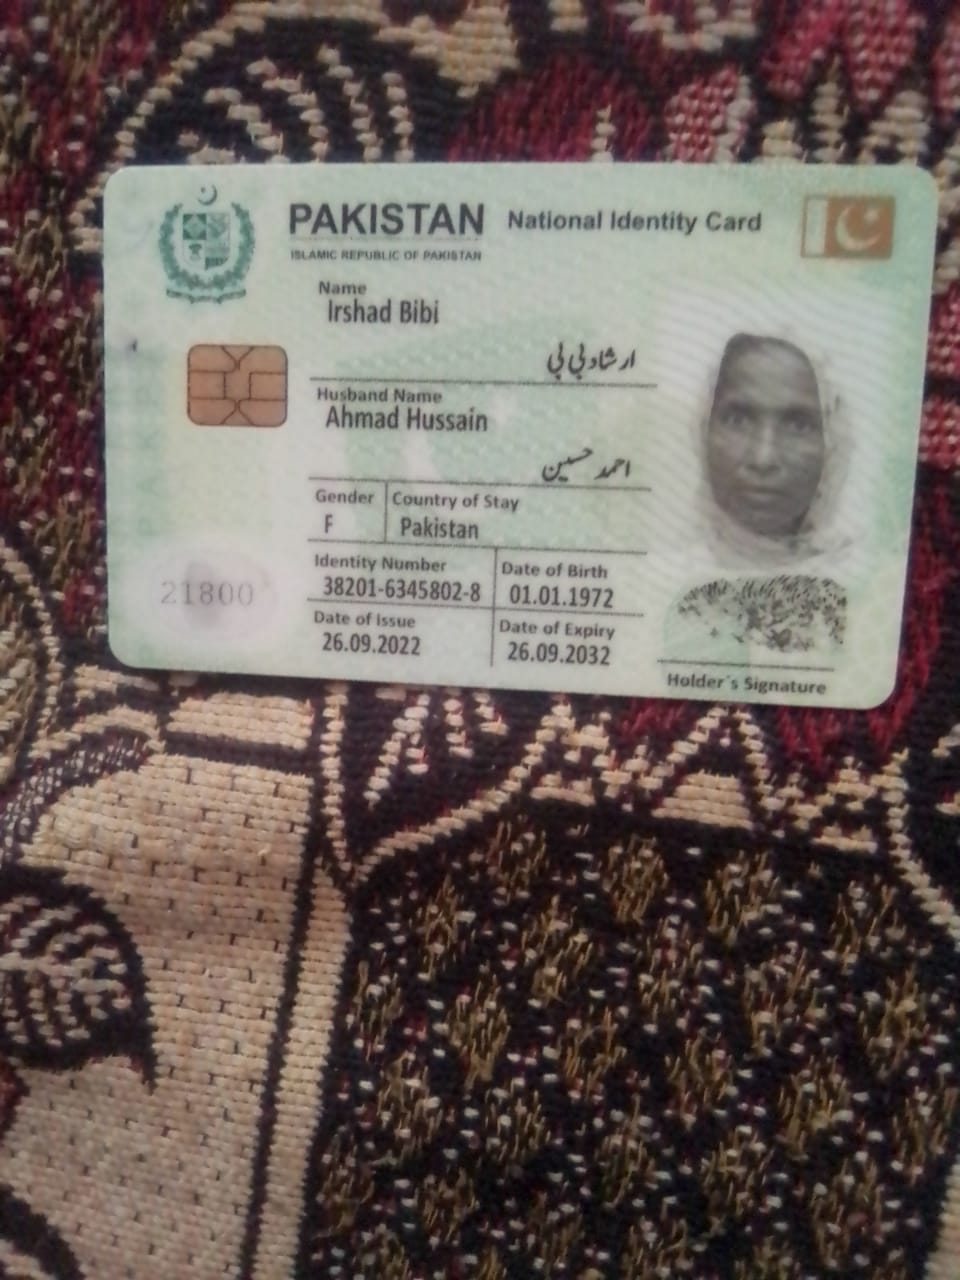 PAKISTAN National Identity Card
ISLAMIC REPUBLIC OF PAKISTAN
Name
Irshad Bibi
ارشاد بی بی
Husband Name
Ahmad Hussain
احمد حسین
Gender Country of Stay
F Pakistan
Identity Number Date of Birth
38201-6345802-8 01.01.1972
Date of Issue Date of Expiry
26.09.2022 26.09.2032
21800
Holder's Signature